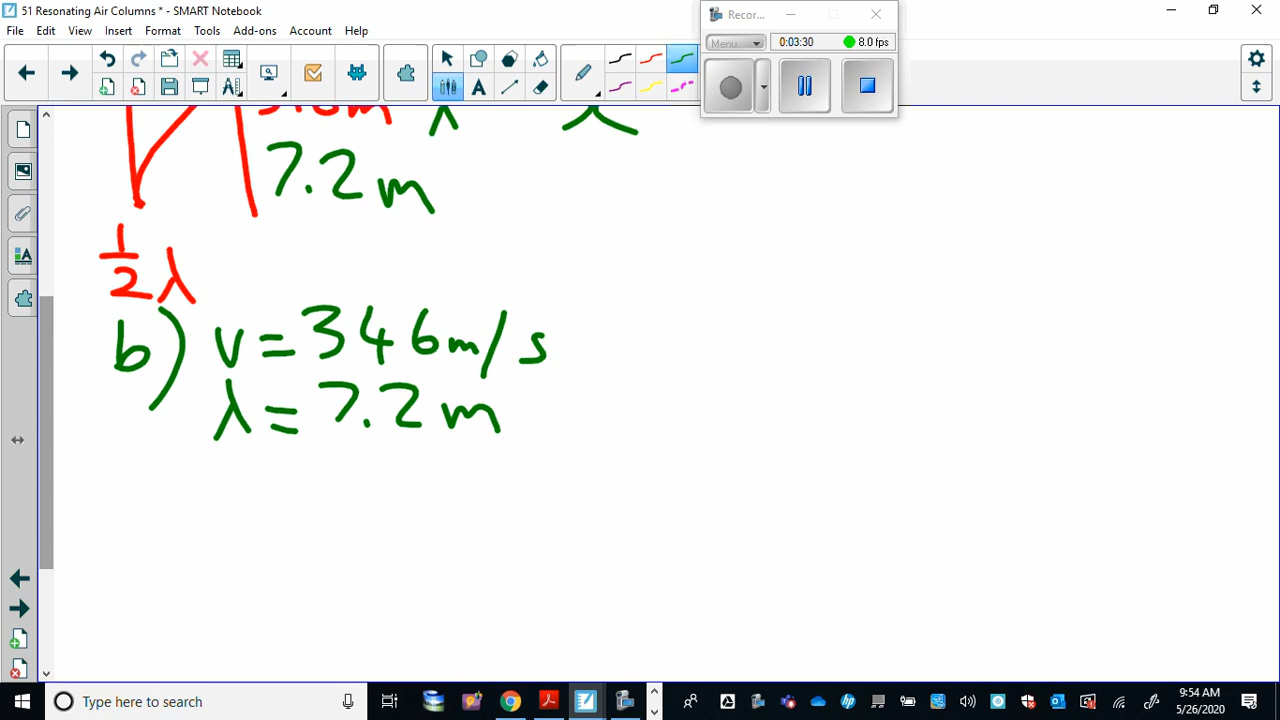 51 Resonating Air Columns * - SMART Notebook
File Edit View Insert Format Tools Add-ons Account Help
Recor...
Menu 0:03:30 8.0 fps
λ λ
7.2 m
1/2 λ
b) v = 346 m/s
λ = 7.2 m
Type here to search
9:54 AM
5/26/2020